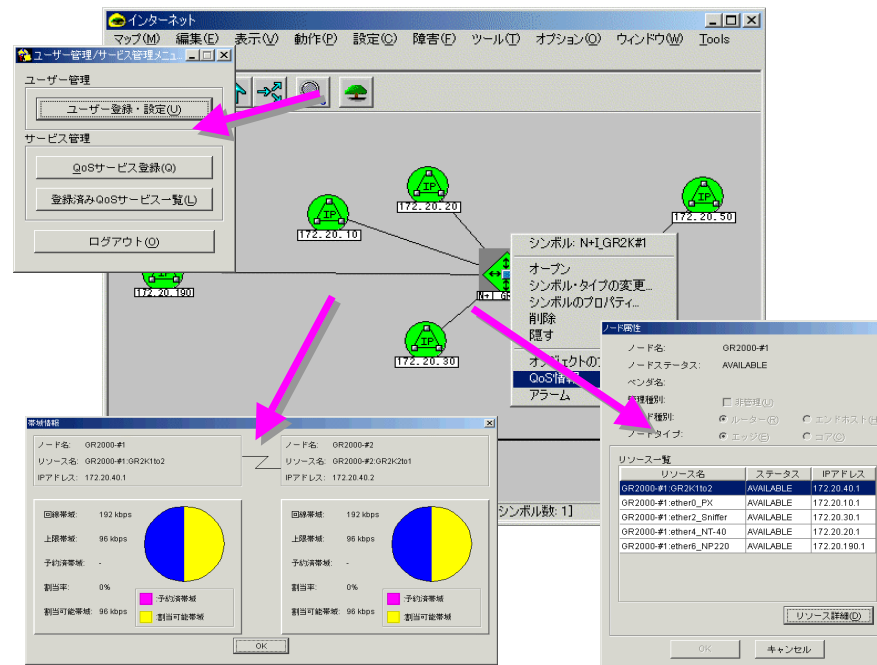 インターネット
マップ(M) 編集(E) 表示(V) 動作(P) 設定(C) 障害(F) ツール(T) オプション(O) ウィンドウ(W) Tools
ユーザー管理/サービス管理メニュ...
ユーザー管理
ユーザー登録・設定(U)
サービス管理
QoSサービス登録(Q)
登録済みQoSサービス一覧(L)
ログアウト(O)
IP
172.20.10
IP
172.20.20
IP
172.20.50
172.20.190
IP
172.20.30
N+I_GR
シンボル: N+I_GR2K#1
オープン
シンボル・タイプの変更...
シンボルのプロパティ...
削除
隠す
QoS情報
アラーム
シンボル数: 1]
ノード属性
ノード名: GR2000-#1
ノードステータス: AVAILABLE
ベンダ名:
管理種別: 非管理(U)
ルーター(R) エンドホスト(H
ノードタイプ: エッジ(E) コア(C)
リソース一覧
リソース名 ステータス IPアドレス
GR2000-#1:GR2K1to2 AVAILABLE 172.20.40.1
GR2000-#1:ether0_PX AVAILABLE 172.20.10.1
GR2000-#1:ether2_Sniffer AVAILABLE 172.20.30.1
GR2000-#1:ether4_NT-40 AVAILABLE 172.20.20.1
GR2000-#1:ether6_NP220 AVAILABLE 172.20.190.1
リソース詳細(D)
OK キャンセル
帯域情報
ノード名: GR2000-#1
リソース名: GR2000-#1:GR2K1to2
IPアドレス: 172.20.40.1
回線帯域: 192 kbps
上限帯域: 96 kbps
予約済帯域: -
割当率: 0%
割当可能帯域: 96 kbps
:予約済帯域
:割当可能帯域
ノード名: GR2000-#2
リソース名: GR2000-#2:GR2K2to1
IPアドレス: 172.20.40.2
回線帯域: 192 kbps
上限帯域: 96 kbps
予約済帯域: -
割当率: 0%
割当可能帯域: 96 kbps
:予約済帯域
:割当可能帯域
OK